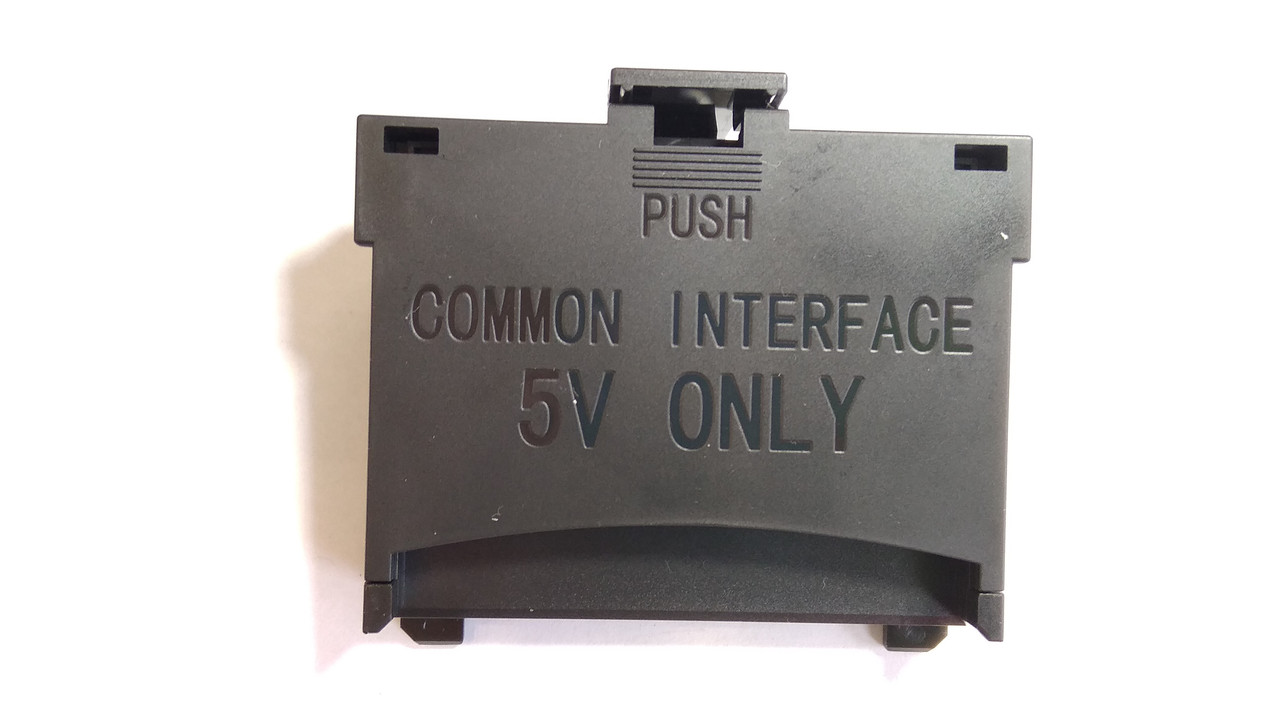 PUSH
COMMON INTERFACE
5V ONLY